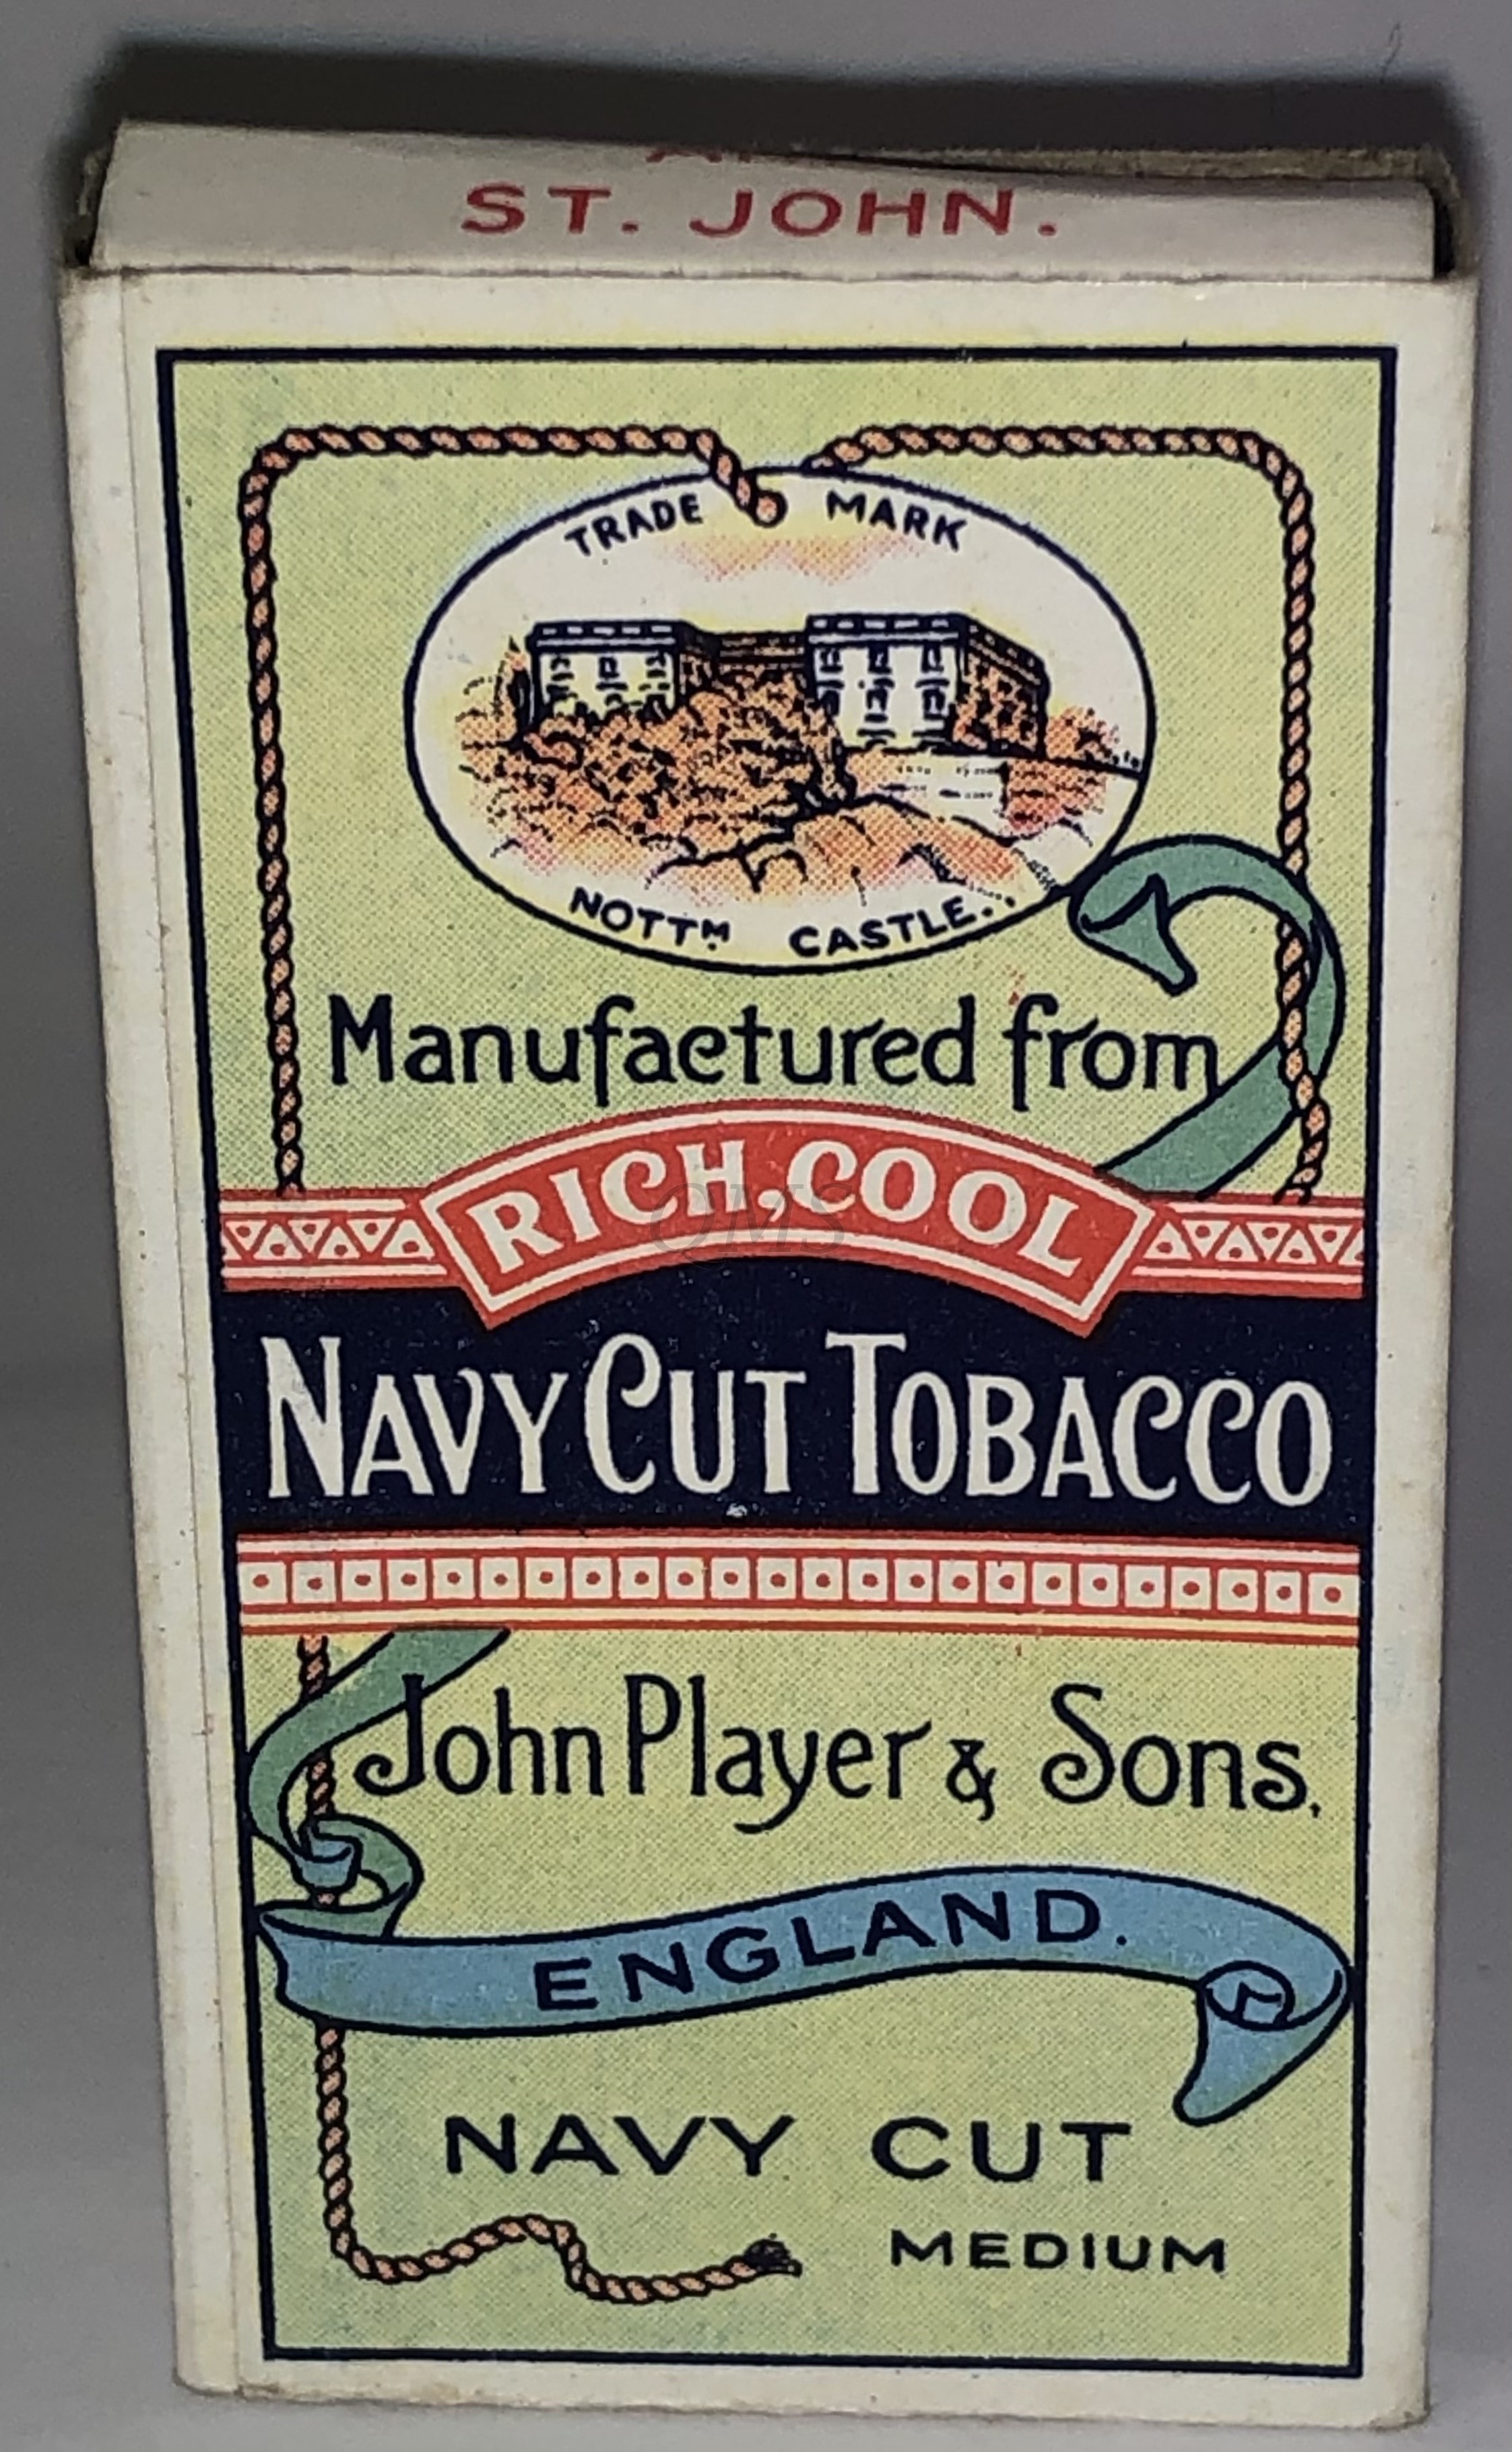 ST. JOHN.
TRADE MARK
NOTTM. CASTLE..
Manufactured from
RICH, COOL
QMS
NAVY CUT TOBACCO
John Player & Sons.
ENGLAND.
NAVY CUT
MEDIUM